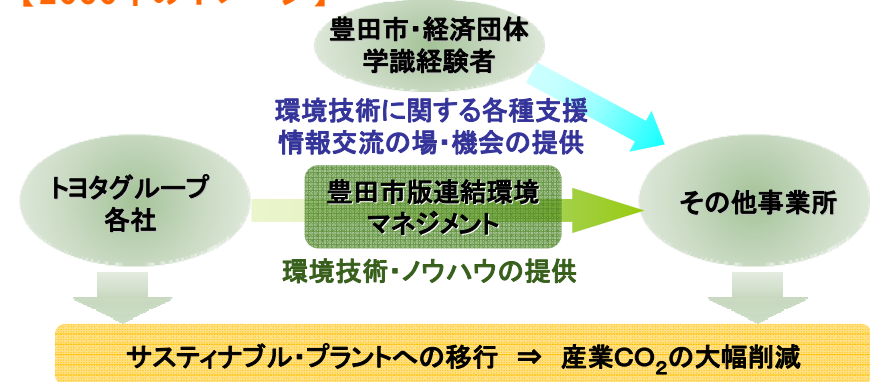 豊田市・経済団体
学識経験者
環境技術に関する各種支援
情報交流の場・機会の提供
トヨタグループ
各社
豊田市版連結環境
マネジメント
その他事業所
環境技術・ノウハウの提供
サスティナブル・プラントへの移行 ⇒ 産業CO₂の大幅削減